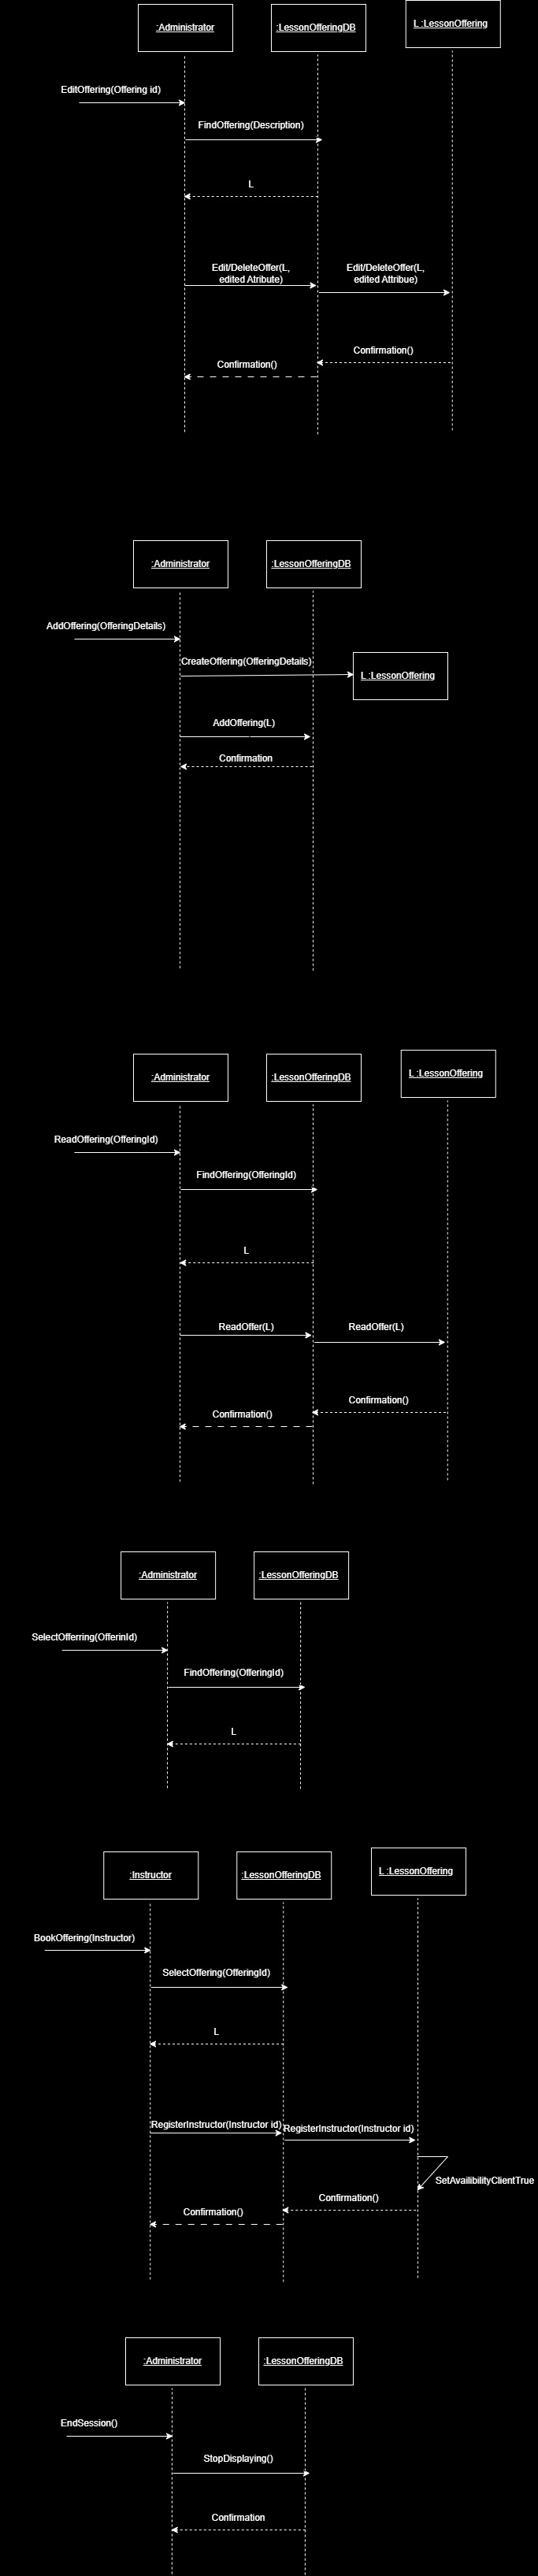 :Administrator
:LessonOfferingDB
L :LessonOffering
EditOffering(Offering id)
FindOffering(Description)
L
Edit/DeleteOffer(L,
edited Atribute)
Edit/DeleteOffer(L,
edited Attribue)
Confirmation()
Confirmation()
:Administrator
:LessonOfferingDB
AddOffering(OfferingDetails)
CreateOffering(OfferingDetails)
L :LessonOffering
AddOffering(L)
Confirmation
:Administrator
:LessonOfferingDB
L :LessonOffering
ReadOffering(OfferingId)
FindOffering(OfferingId)
L
ReadOffer(L)
ReadOffer(L)
Confirmation()
Confirmation()
:Administrator
:LessonOfferingDB
SelectOfferring(OfferinId)
FindOffering(OfferingId)
L
:Instructor
:LessonOfferingDB
L :LessonOffering
BookOffering(Instructor)
SelectOffering(OfferingId)
L
RegisterInstructor(Instructor id)
RegisterInstructor(Instructor id)
SetAvailibilityClientTrue
Confirmation()
Confirmation()
:Administrator
:LessonOfferingDB
EndSession()
StopDisplaying()
Confirmation